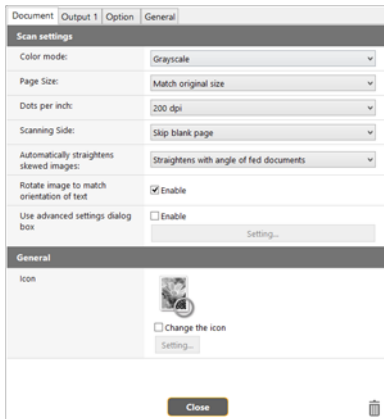 Document Output 1 Option General
Scan settings
Color mode: Grayscale
Page Size: Match original size
Dots per inch: 200 dpi
Scanning Side: Skip blank page
Automatically straightens
skewed images: Straightens with angle of fed documents
Rotate image to match
orientation of text Enable
Use advanced settings dialog
box Enable
Setting...
General
Icon
Change the icon
Setting...
Close